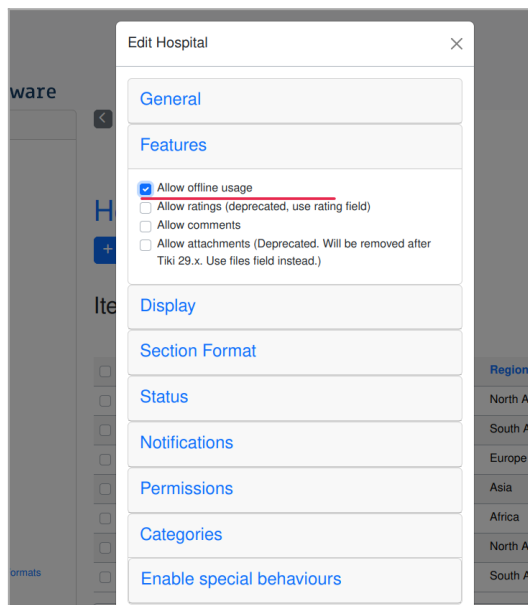 Edit Hospital
ware
General
Features
Allow offline usage
Allow ratings (deprecated, use rating field)
Allow comments
Allow attachments (Deprecated. Will be removed after
Tiki 29.x. Use files field instead.)
H
+
Ite
Display
Section Format
Status
Notifications
Permissions
Categories
Enable special behaviours
Region
North A
South A
Europe
Asia
Africa
North A
South A
ormats